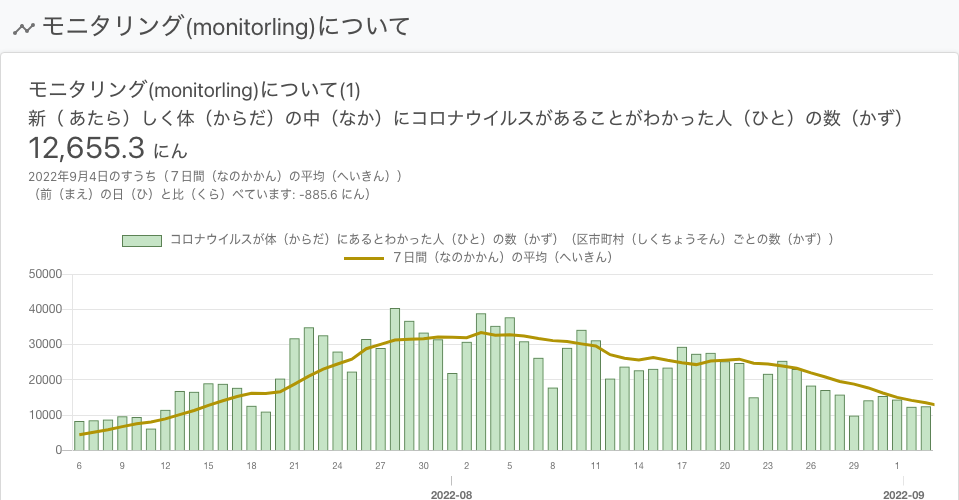 モニタリング(monitorling)について
モニタリング(monitorling)について(1)
新（ あたら）しく体（からだ）の中（なか）にコロナウイルスがあることがわかった人（ひと）の数（かず）
12,655.3 にん
2022年9月4日のすうち（７日間（なのかかん）の平均（へいきん））
（前（まえ）の日（ひ）と比（くら）べています: -885.6 にん）
コロナウイルスが体（からだ）にあるとわかった人（ひと）の数（かず）（区市町村（しくちょうそん）ごとの数（かず））
７日間（なのかかん）の平均（へいきん）
50000
40000
30000
20000
10000
0
6 9 12 15 18 21 24 27 30 2 5 8 11 14 17 20 23 26 29 1
2022-08 2022-09